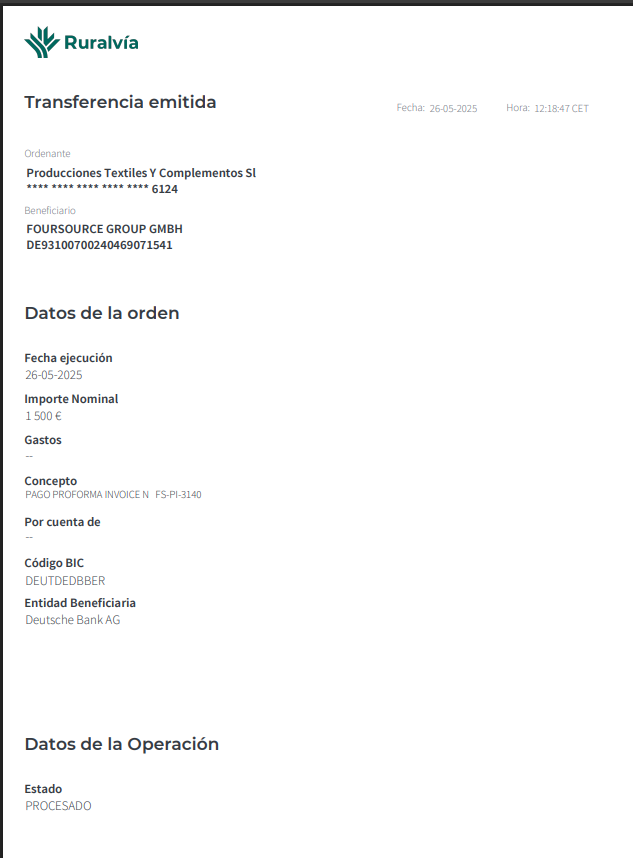 Ruralvía
Transferencia emitida
Fecha: 26-05-2025 Hora: 12:18:47 CET
Ordenante
Producciones Textiles Y Complementos Sl
**** **** **** **** **** 6124
Beneficiario
FOURSOURCE GROUP GMBH
DE93100700240469071541
Datos de la orden
Fecha ejecución
26-05-2025
Importe Nominal
1 500 €
Gastos
--
Concepto
PAGO PROFORMA INVOICE N FS-PI-3140
Por cuenta de
--
Código BIC
DEUTDEDBBER
Entidad Beneficiaria
Deutsche Bank AG
Datos de la Operación
Estado
PROCESADO